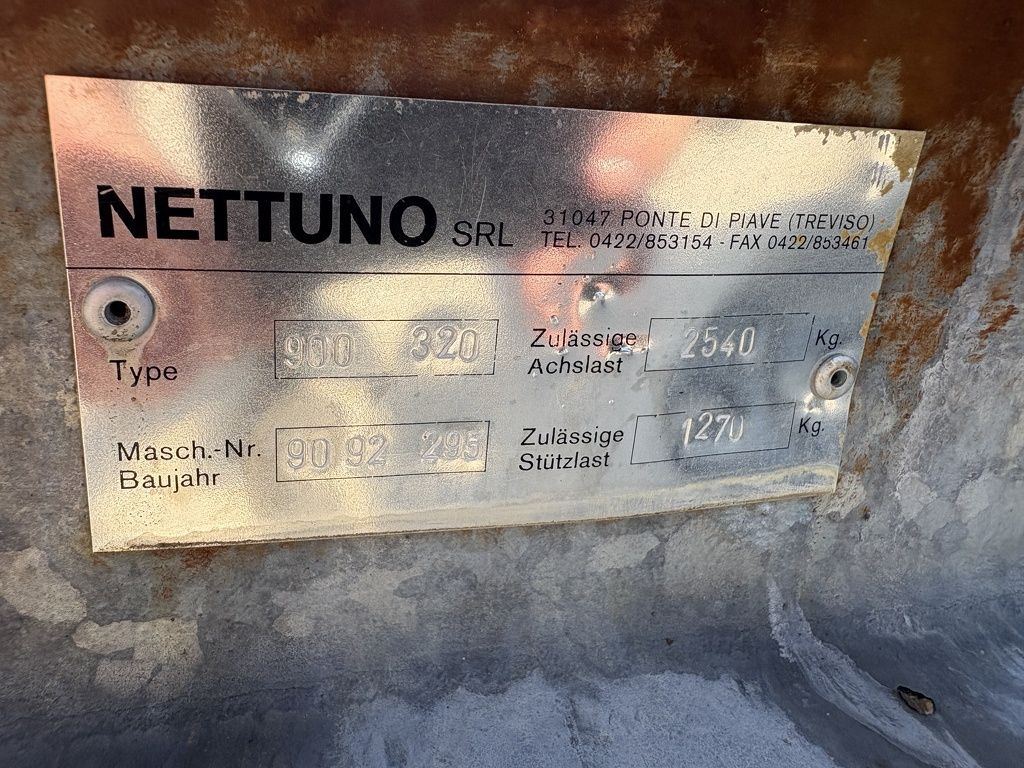 NETTUNO SRL
31047 PONTE DI PIAVE (TREVISO)
TEL. 0422/853154 - FAX 0422/853461
Type 900 320
Zulässige Achslast 2540 Kg.
Masch.-Nr. Baujahr 90 92 295
Zulässige Stützlast 1270 Kg.